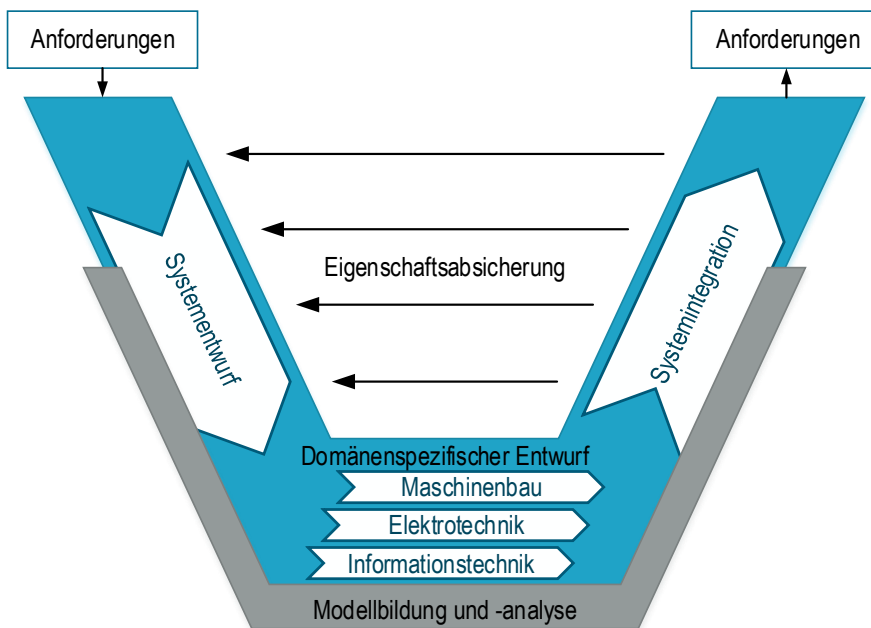 Anforderungen
Anforderungen
Eigenschaftsabsicherung
Systementwurf
Systemintegration
Domänenspezifischer Entwurf
Maschinenbau
Elektrotechnik
Informationstechnik
Modellbildung und -analyse